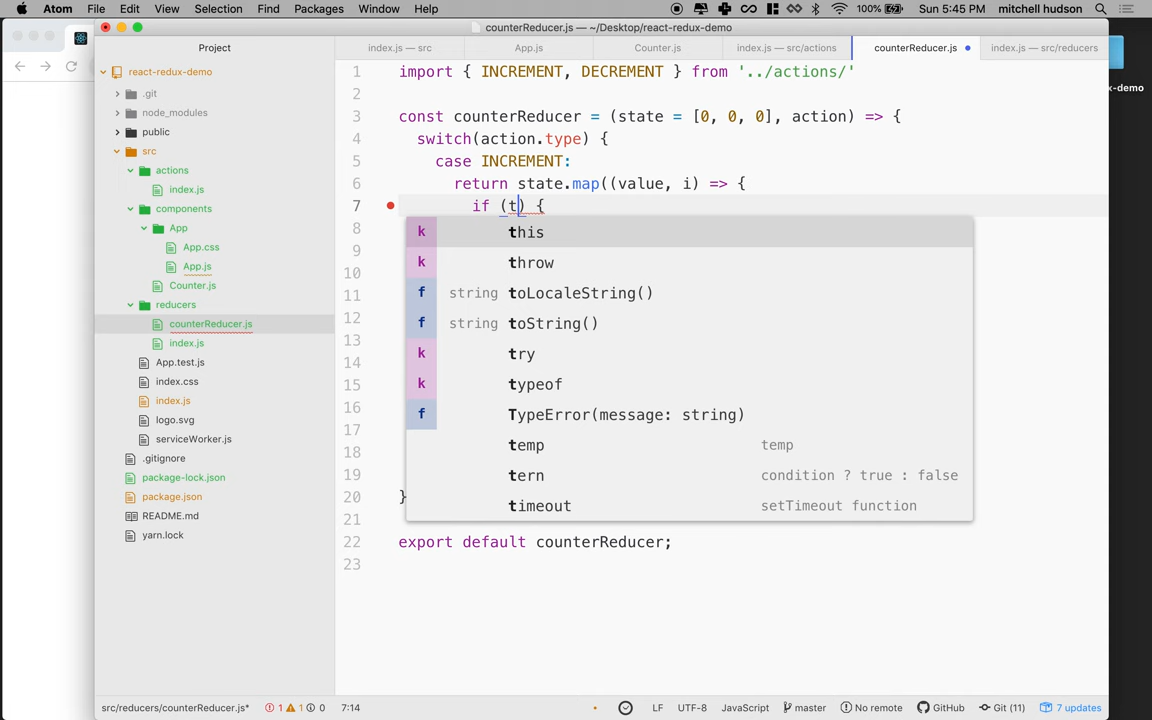 Atom File Edit View Selection Find Packages Window Help 100% Sun 5:45 PM mitchell hudson
counterReducer.js — ~/Desktop/react-redux-demo
Project
index.js — src
App.js
Counter.js
index.js — src/actions
counterReducer.js
index.js — src/reducers
react-redux-demo
.git
node_modules
public
src
actions
index.js
components
App
App.css
App.js
Counter.js
reducers
counterReducer.js
index.js
App.test.js
index.css
index.js
logo.svg
serviceWorker.js
.gitignore
package-lock.json
package.json
README.md
yarn.lock
1 import { INCREMENT, DECREMENT } from '../actions/'
2
3 const counterReducer = (state = [0, 0, 0], action) => {
4 switch(action.type) {
5 case INCREMENT:
6 return state.map((value, i) => {
7 if (t) {
8
9
10
11
12
13
14
15
16
17
18
19
20 }
21
22 export default counterReducer;
23
k this
k throw
f string toLocaleString()
f string toString()
k try
k typeof
f TypeError(message: string)
temp temp
tern condition ? true : false
timeout setTimeout function
x-demo
src/reducers/counterReducer.js* 1 1 0 7:14 LF UTF-8 JavaScript master No remote GitHub Git (11) 7 updates